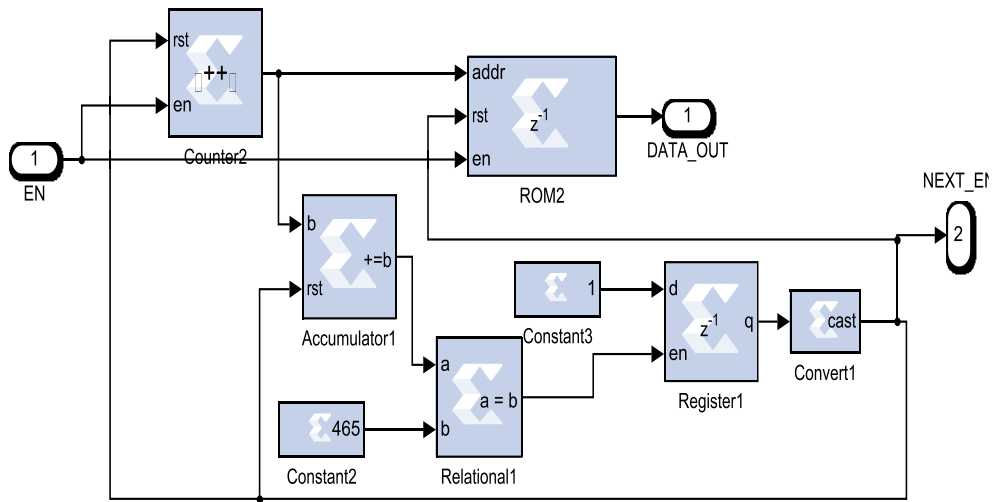 rst
++
en
Counter2
1
EN
addr
rst
z-1
en
ROM2
1
DATA_OUT
NEXT_EN
2
b
+=b
rst
Accumulator1
1
Constant3
d
z-1
q
en
Register1
cast
Convert1
a
a = b
b
Relational1
465
Constant2